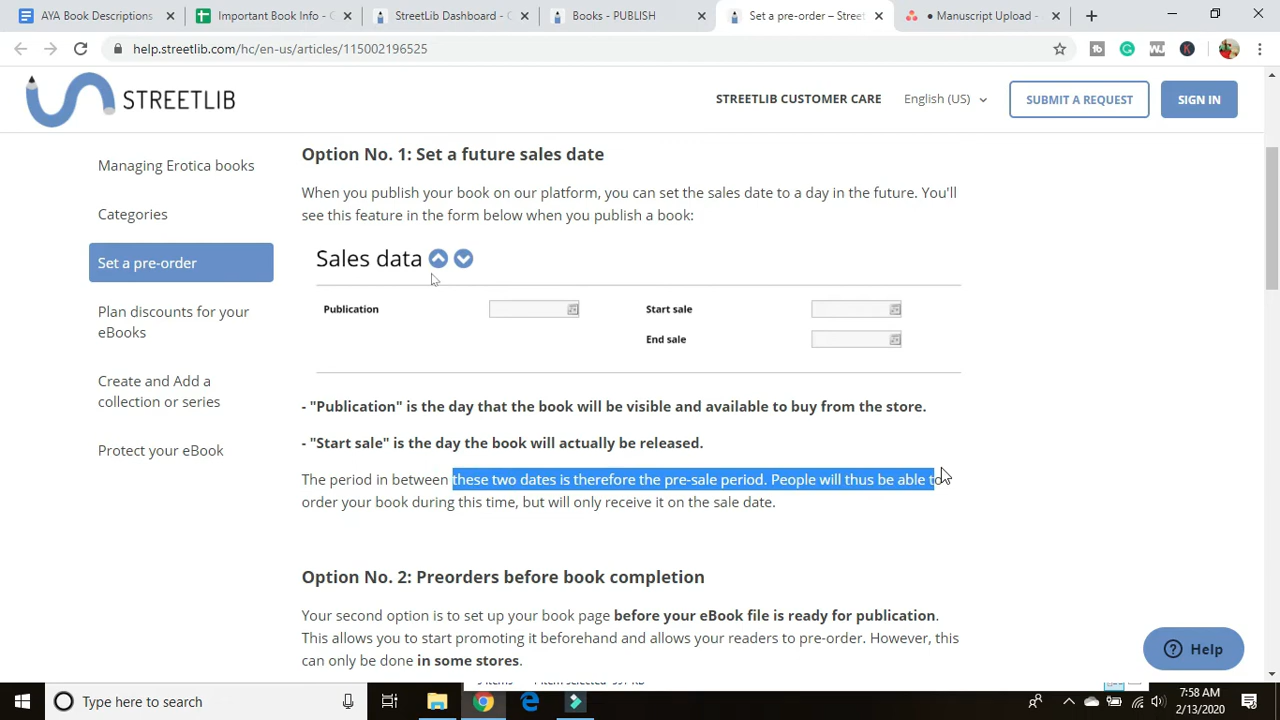 AYA Book Descriptions
Important Book Info - C
StreetLib Dashboard - C
Books - PUBLISH
Set a pre-order – Street
• Manuscript Upload -
help.streetlib.com/hc/en-us/articles/115002196525
STREETLIB
STREETLIB CUSTOMER CARE
English (US)
SUBMIT A REQUEST
SIGN IN
Managing Erotica books
Categories
Set a pre-order
Plan discounts for your
eBooks
Create and Add a
collection or series
Protect your eBook
Option No. 1: Set a future sales date
When you publish your book on our platform, you can set the sales date to a day in the future. You'll
see this feature in the form below when you publish a book:
Sales data
Publication
Start sale
End sale
- "Publication" is the day that the book will be visible and available to buy from the store.
- "Start sale" is the day the book will actually be released.
The period in between these two dates is therefore the pre-sale period. People will thus be able to
order your book during this time, but will only receive it on the sale date.
Option No. 2: Preorders before book completion
Your second option is to set up your book page before your eBook file is ready for publication.
This allows you to start promoting it beforehand and allows your readers to pre-order. However, this
can only be done in some stores.
Help
Type here to search
7:58 AM
2/13/2020